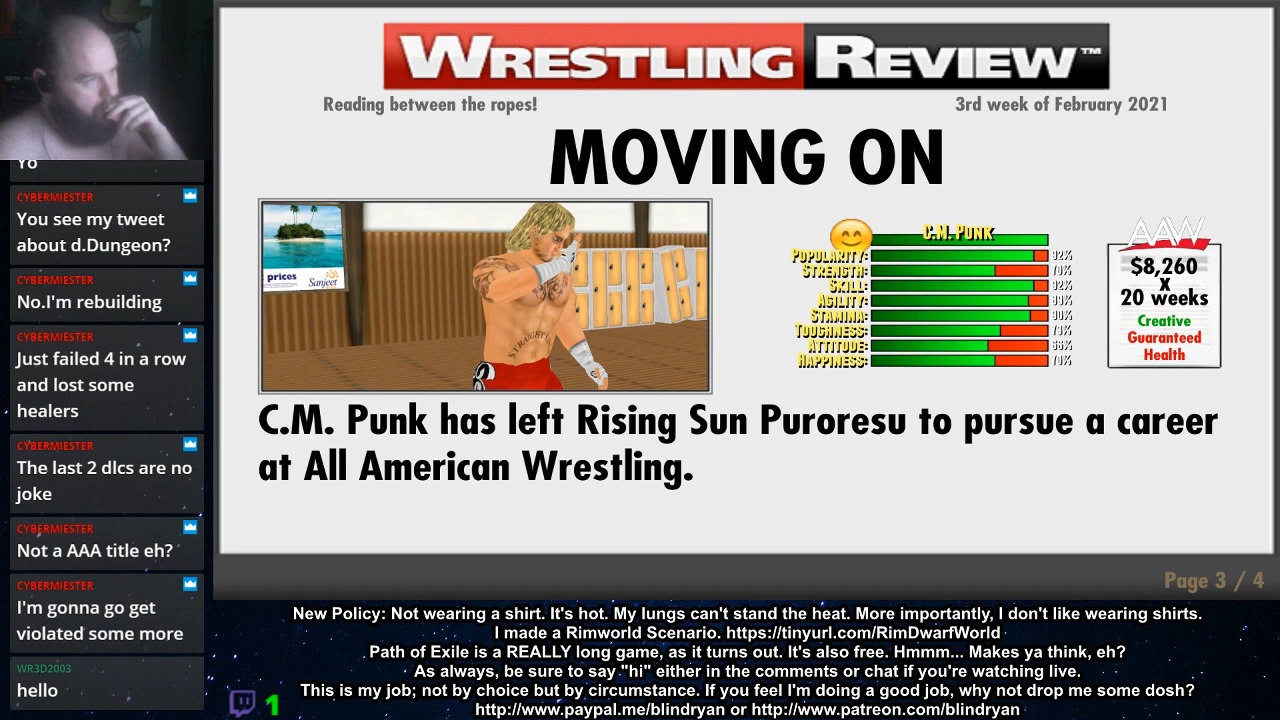 WRESTLING REVIEW™
Reading between the ropes!
3rd week of February 2021
MOVING ON
prices
Sanjeet
C.M. PUNK
POPULARITY: 92%
STRENGTH: 70%
SKILL: 92%
AGILITY:
STAMINA: 90%
TOUGHNESS: 73%
ATTITUDE:
HAPPINESS: 70%
AAW
$8,260
X
20 weeks
Creative
Guaranteed
Health
C.M. Punk has left Rising Sun Puroresu to pursue a career
at All American Wrestling.
Page 3 / 4
Yo
CYBERMIESTER
You see my tweet
about d.Dungeon?
CYBERMIESTER
No.I'm rebuilding
CYBERMIESTER
Just failed 4 in a row
and lost some
healers
CYBERMIESTER
The last 2 dlcs are no
joke
CYBERMIESTER
Not a AAA title eh?
CYBERMIESTER
I'm gonna go get
violated some more
WR3D2003
hello
1
New Policy: Not wearing a shirt. It's hot. My lungs can't stand the heat. More importantly, I don't like wearing shirts.
I made a Rimworld Scenario. https://tinyurl.com/RimDwarfWorld
Path of Exile is a REALLY long game, as it turns out. It's also free. Hmmm... Makes ya think, eh?
As always, be sure to say "hi" either in the comments or chat if you're watching live.
This is my job; not by choice but by circumstance. If you feel I'm doing a good job, why not drop me some dosh?
http://www.paypal.me/blindryan or http://www.patreon.com/blindryan